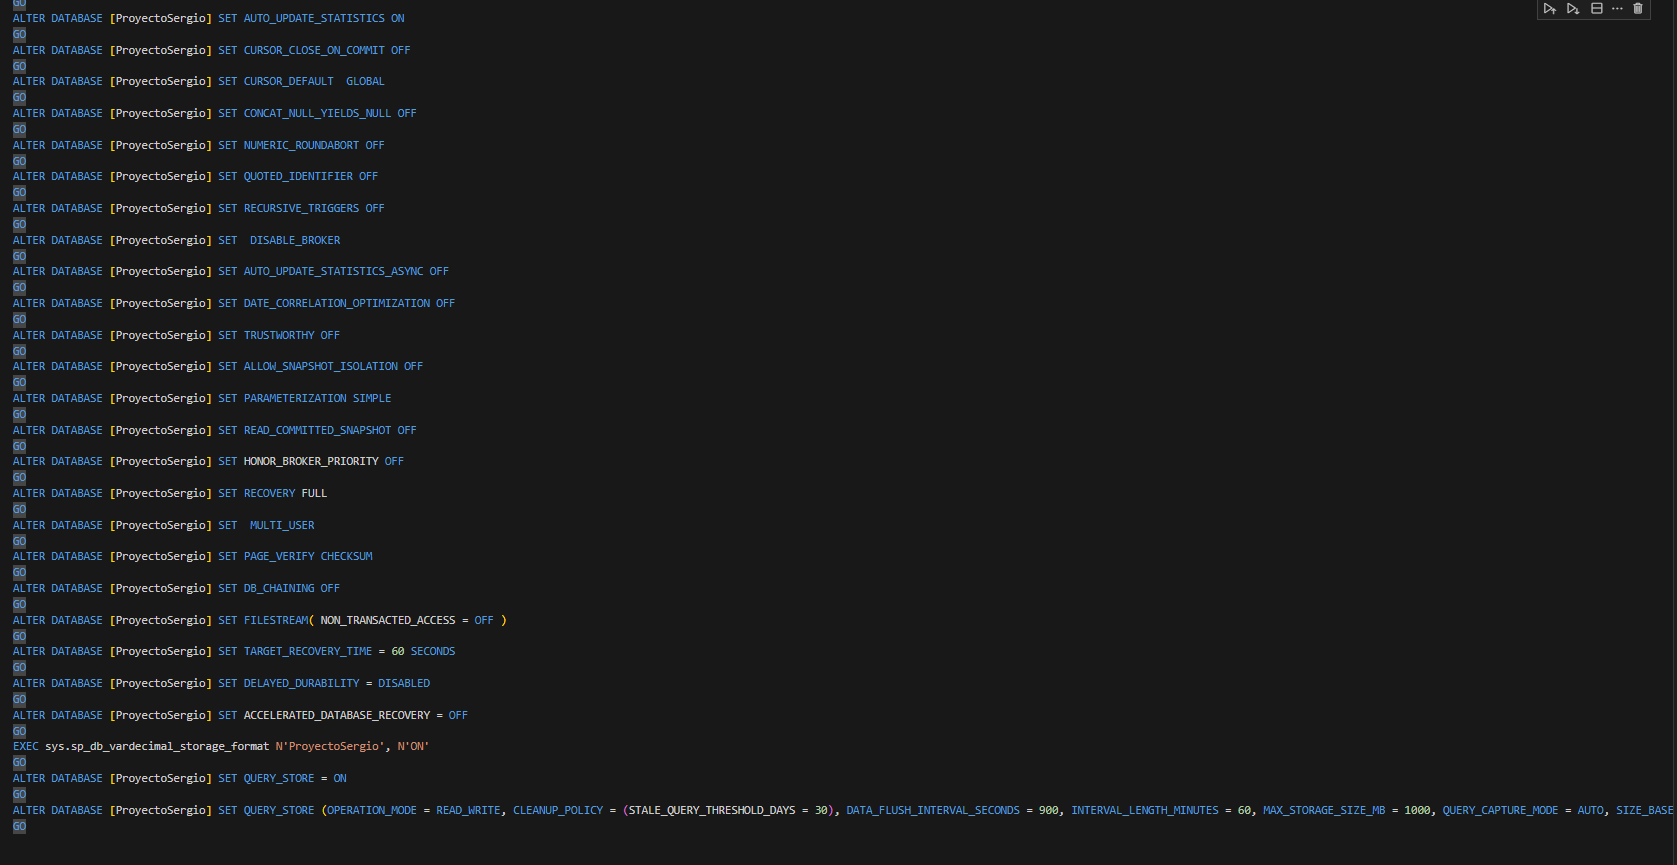 GO
ALTER DATABASE [ProyectoSergio] SET AUTO_UPDATE_STATISTICS ON
GO
ALTER DATABASE [ProyectoSergio] SET CURSOR_CLOSE_ON_COMMIT OFF
GO
ALTER DATABASE [ProyectoSergio] SET CURSOR_DEFAULT  GLOBAL
GO
ALTER DATABASE [ProyectoSergio] SET CONCAT_NULL_YIELDS_NULL OFF
GO
ALTER DATABASE [ProyectoSergio] SET NUMERIC_ROUNDABORT OFF
GO
ALTER DATABASE [ProyectoSergio] SET QUOTED_IDENTIFIER OFF
GO
ALTER DATABASE [ProyectoSergio] SET RECURSIVE_TRIGGERS OFF
GO
ALTER DATABASE [ProyectoSergio] SET  DISABLE_BROKER
GO
ALTER DATABASE [ProyectoSergio] SET AUTO_UPDATE_STATISTICS_ASYNC OFF
GO
ALTER DATABASE [ProyectoSergio] SET DATE_CORRELATION_OPTIMIZATION OFF
GO
ALTER DATABASE [ProyectoSergio] SET TRUSTWORTHY OFF
GO
ALTER DATABASE [ProyectoSergio] SET ALLOW_SNAPSHOT_ISOLATION OFF
GO
ALTER DATABASE [ProyectoSergio] SET PARAMETERIZATION SIMPLE
GO
ALTER DATABASE [ProyectoSergio] SET READ_COMMITTED_SNAPSHOT OFF
GO
ALTER DATABASE [ProyectoSergio] SET HONOR_BROKER_PRIORITY OFF
GO
ALTER DATABASE [ProyectoSergio] SET RECOVERY FULL
GO
ALTER DATABASE [ProyectoSergio] SET  MULTI_USER
GO
ALTER DATABASE [ProyectoSergio] SET PAGE_VERIFY CHECKSUM
GO
ALTER DATABASE [ProyectoSergio] SET DB_CHAINING OFF
GO
ALTER DATABASE [ProyectoSergio] SET FILESTREAM( NON_TRANSACTED_ACCESS = OFF )
GO
ALTER DATABASE [ProyectoSergio] SET TARGET_RECOVERY_TIME = 60 SECONDS
GO
ALTER DATABASE [ProyectoSergio] SET DELAYED_DURABILITY = DISABLED
GO
ALTER DATABASE [ProyectoSergio] SET ACCELERATED_DATABASE_RECOVERY = OFF
GO
EXEC sys.sp_db_vardecimal_storage_format N'ProyectoSergio', N'ON'
GO
ALTER DATABASE [ProyectoSergio] SET QUERY_STORE = ON
GO
ALTER DATABASE [ProyectoSergio] SET QUERY_STORE (OPERATION_MODE = READ_WRITE, CLEANUP_POLICY = (STALE_QUERY_THRESHOLD_DAYS = 30), DATA_FLUSH_INTERVAL_SECONDS = 900, INTERVAL_LENGTH_MINUTES = 60, MAX_STORAGE_SIZE_MB = 1000, QUERY_CAPTURE_MODE = AUTO, SIZE_BASE
GO